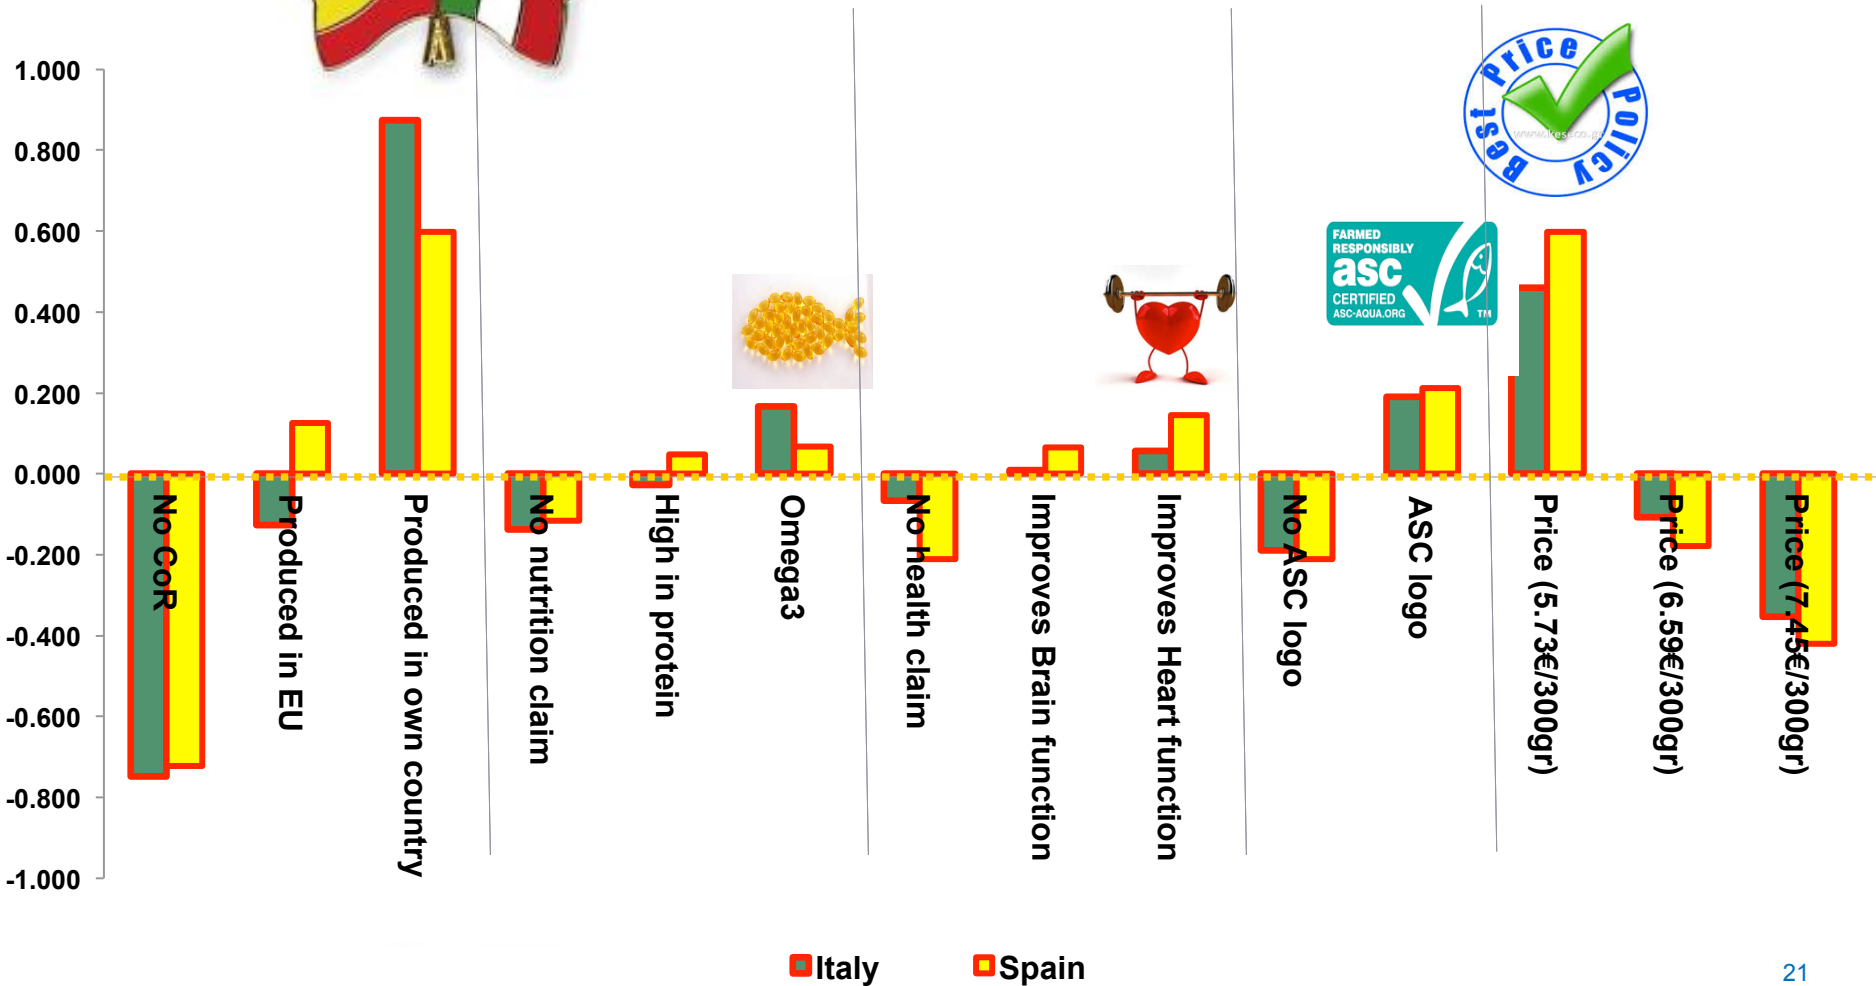 1.000
0.800
0.600
0.400
0.200
0.000
-0.200
-0.400
-0.600
-0.800
-1.000
Best Price Policy
FARMED
RESPONSIBLY
asc
CERTIFIED
ASC-AQUA.ORG
TM
No CoR
Produced in EU
Produced in own country
No nutrition claim
High in protein
Omega3
No health claim
Improves Brain function
Improves Heart function
No ASC logo
ASC logo
Price (5.73€/300gr)
Price (6.59€/300gr)
Price (7.45€/300gr)
Italy
Spain
21